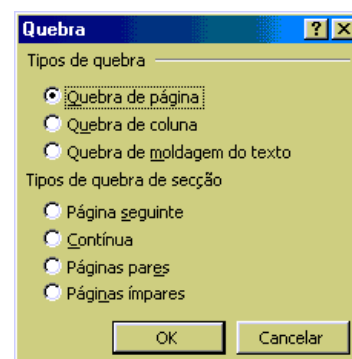 Quebra
Tipos de quebra
Quebra de página
Quebra de coluna
Quebra de moldagem do texto
Tipos de quebra de secção
Página seguinte
Contínua
Páginas pares
Páginas ímpares
OK Cancelar